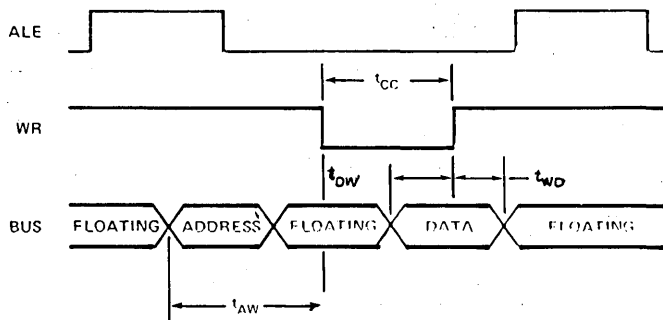 ALE
t_CC
WR
t_DW
t_WD
BUS
FLOATING ADDRESS FLOATING DATA FLOATING
t_AW